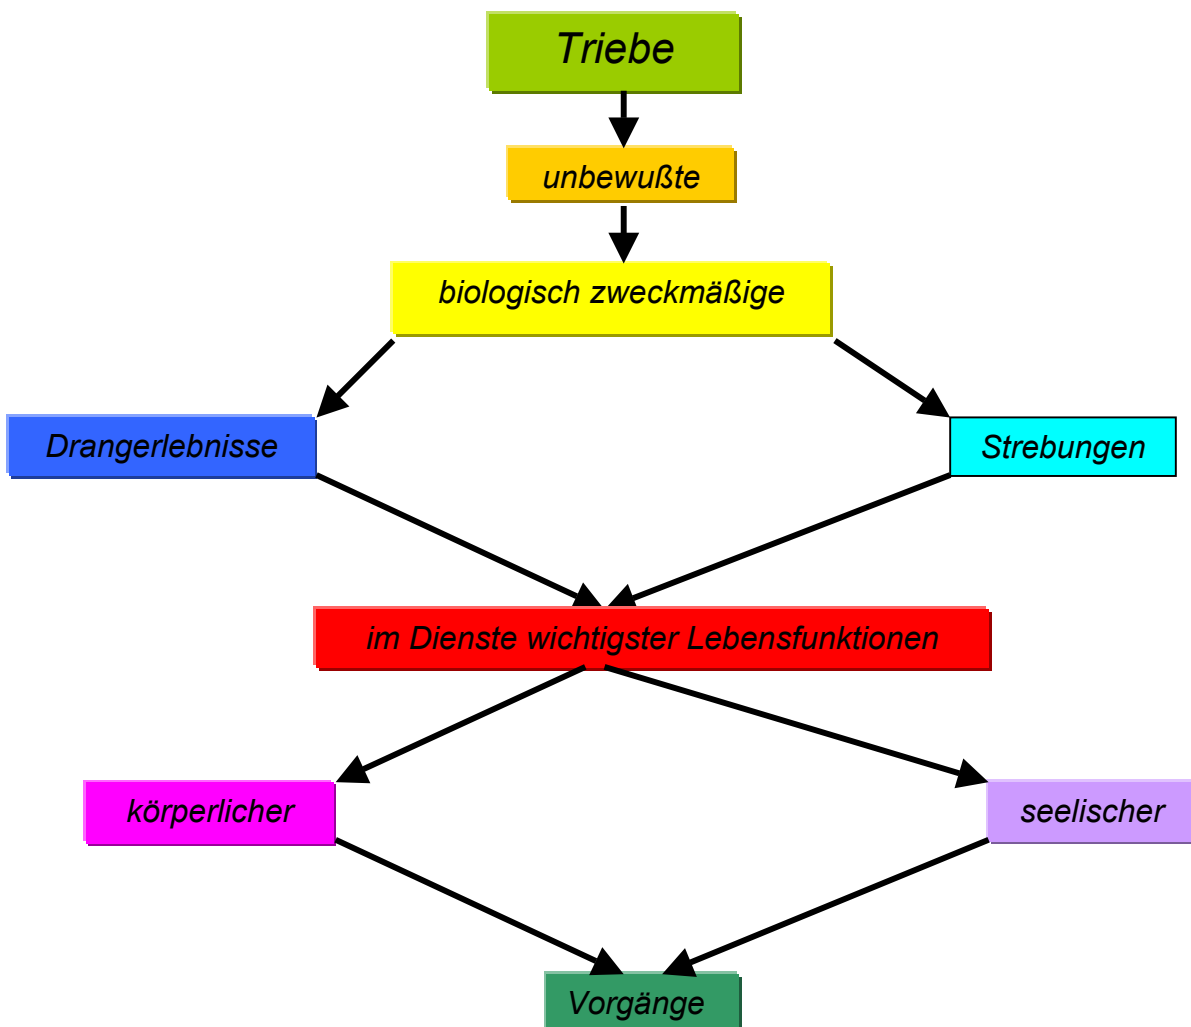 Triebe
unbewußte
biologisch zweckmäßige
Drangerlebnisse
Strebungen
im Dienste wichtigster Lebensfunktionen
körperlicher
seelischer
Vorgänge